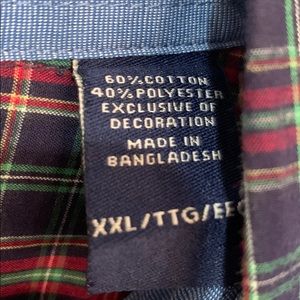 60% COTTON
40% POLYESTER
EXCLUSIVE OF
DECORATION
MADE IN
BANGLADESH
XXL/TTG/EEG